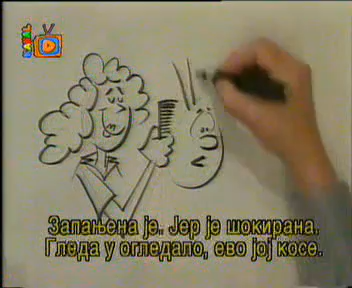 Запањена је. Јер је шокирана.
Гледа у огледало, ево јој косе.